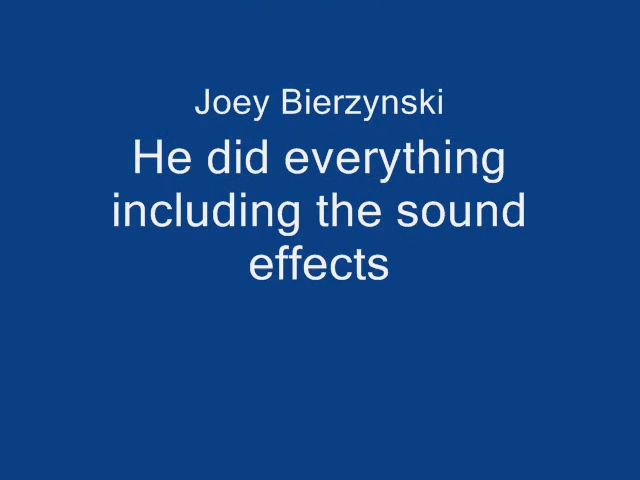 Joey Bierzynski
He did everything
including the sound
effects